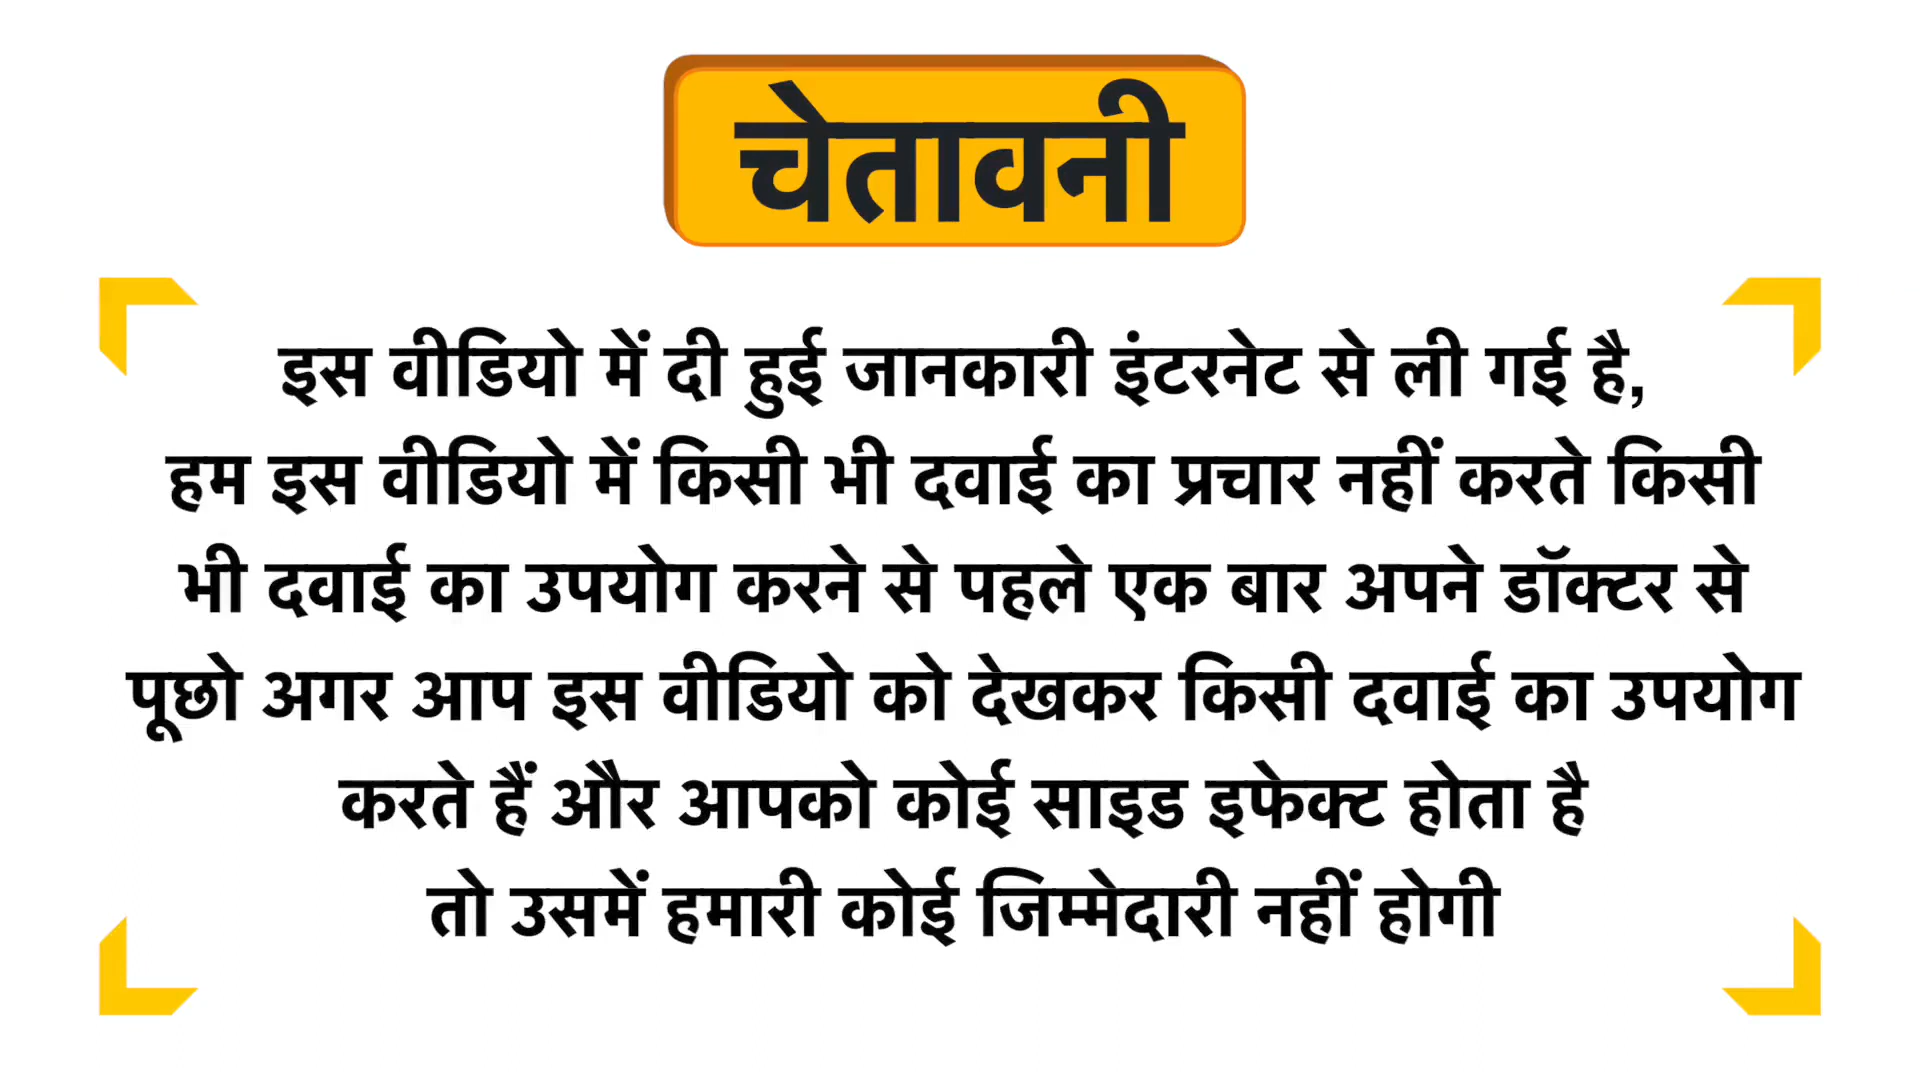 चेतावनी
इस वीडियो में दी हुई जानकारी इंटरनेट से ली गई है,
हम इस वीडियो में किसी भी दवाई का प्रचार नहीं करते किसी
भी दवाई का उपयोग करने से पहले एक बार अपने डॉक्टर से
पूछो अगर आप इस वीडियो को देखकर किसी दवाई का उपयोग
करते हैं और आपको कोई साइड इफेक्ट होता है
तो उसमें हमारी कोई जिम्मेदारी नहीं होगी